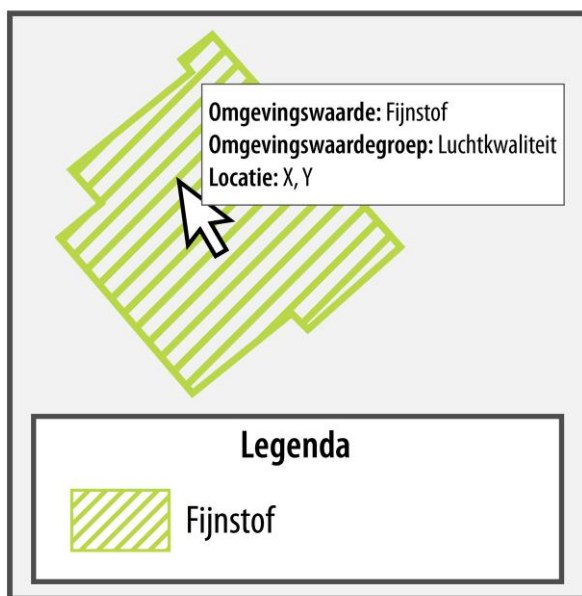 Omgevingswaarde: Fijnstof
Omgevingswaardegroep: Luchtkwaliteit
Locatie: X, Y
Legenda
Fijnstof